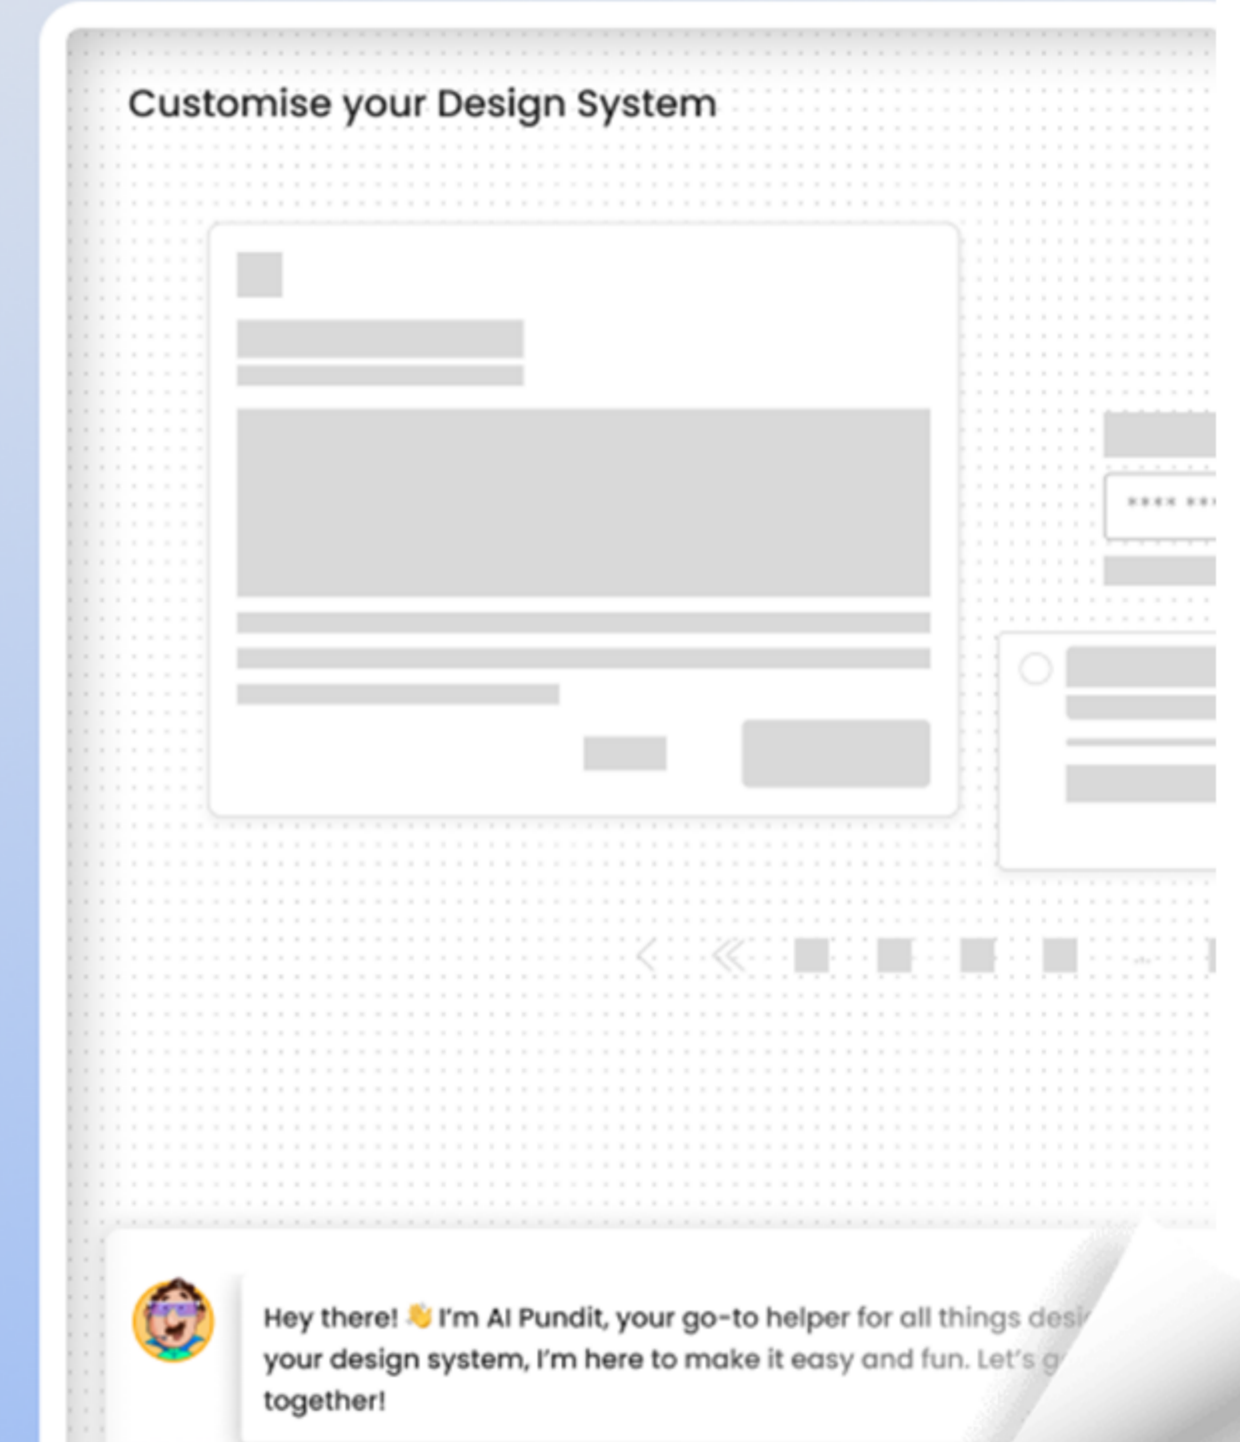 Customise your Design System
**** ***
Hey there! 👋 I'm AI Pundit, your go-to helper for all things
your design system, I'm here to make it easy and fun. Let's
together!